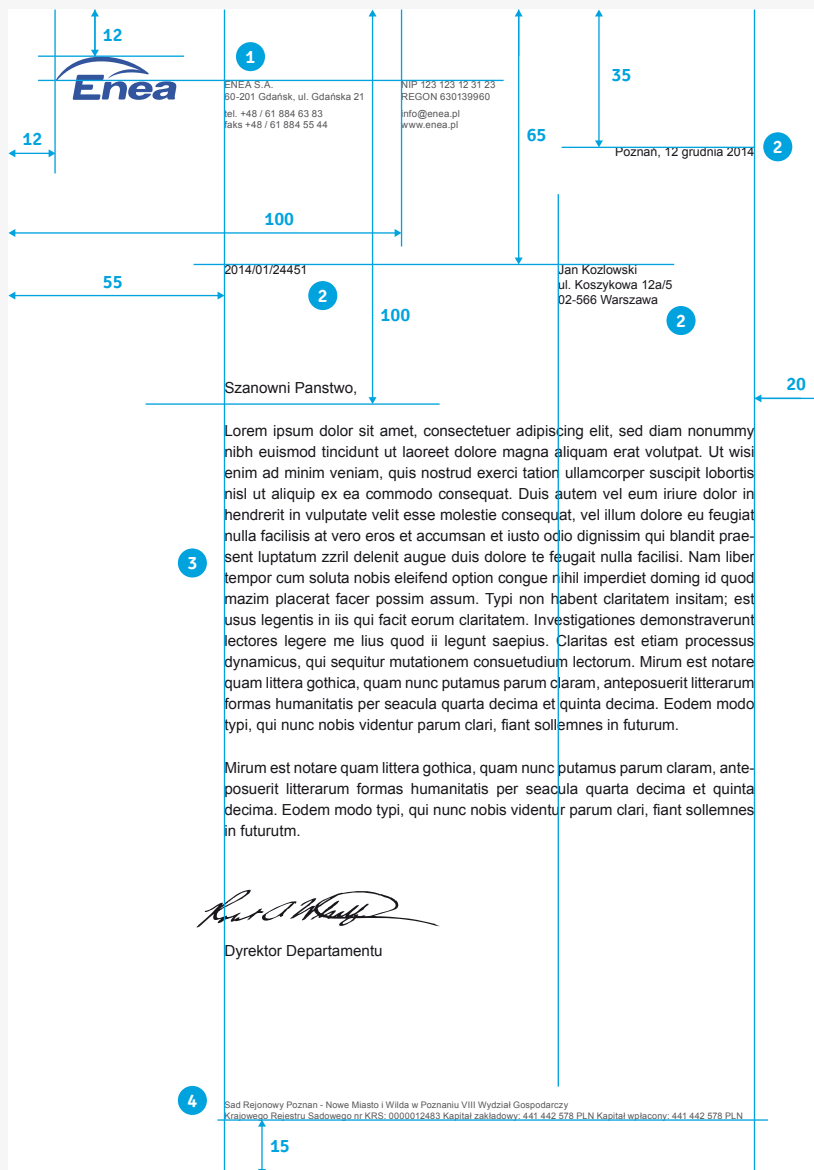 12
1
35
Enea
ENEA S.A.
60-201 Gdańsk, ul. Gdańska 21
tel. +48 / 61 884 63 83
faks +48 / 61 884 55 44
NIP 123 123 12 31 23
REGON 630139960
info@enea.pl
www.enea.pl
12
65
Poznań, 12 grudnia 2014
2
100
55
2014/01/24451
2
Jan Kozlowski
ul. Koszykowa 12a/5
02-566 Warszawa
2
100
20
Szanowni Panstwo,
Lorem ipsum dolor sit amet, consectetuer adipiscing elit, sed diam nonummy
nibh euismod tincidunt ut laoreet dolore magna aliquam erat volutpat. Ut wisi
enim ad minim veniam, quis nostrud exerci tation ullamcorper suscipit lobortis
nisl ut aliquip ex ea commodo consequat. Duis autem vel eum iriure dolor in
hendrerit in vulputate velit esse molestie consequat, vel illum dolore eu feugiat
nulla facilisis at vero eros et accumsan et iusto odio dignissim qui blandit prae-
sent luptatum zzril delenit augue duis dolore te feugait nulla facilisi. Nam liber
3
tempor cum soluta nobis eleifend option congue nihil imperdiet doming id quod
mazim placerat facer possim assum. Typi non habent claritatem insitam; est
usus legentis in iis qui facit eorum claritatem. Investigationes demonstraverunt
lectores legere me lius quod ii legunt saepius. Claritas est etiam processus
dynamicus, qui sequitur mutationem consuetudium lectorum. Mirum est notare
quam littera gothica, quam nunc putamus parum claram, anteposuerit litterarum
formas humanitatis per seacula quarta decima et quinta decima. Eodem modo
typi, qui nunc nobis videntur parum clari, fiant sollemnes in futurum.
Mirum est notare quam littera gothica, quam nunc putamus parum claram, ante-
posuerit litterarum formas humanitatis per seacula quarta decima et quinta
decima. Eodem modo typi, qui nunc nobis videntur parum clari, fiant sollemnes
in futurutm.
Dyrektor Departamentu
4
Sad Rejonowy Poznan - Nowe Miasto i Wilda w Poznaniu VIII Wydział Gospodarczy
Krajowego Rejestru Sadowego nr KRS: 0000012483 Kapitał zakładowy: 441 442 578 PLN Kapitał wpłacony: 441 442 578 PLN
15